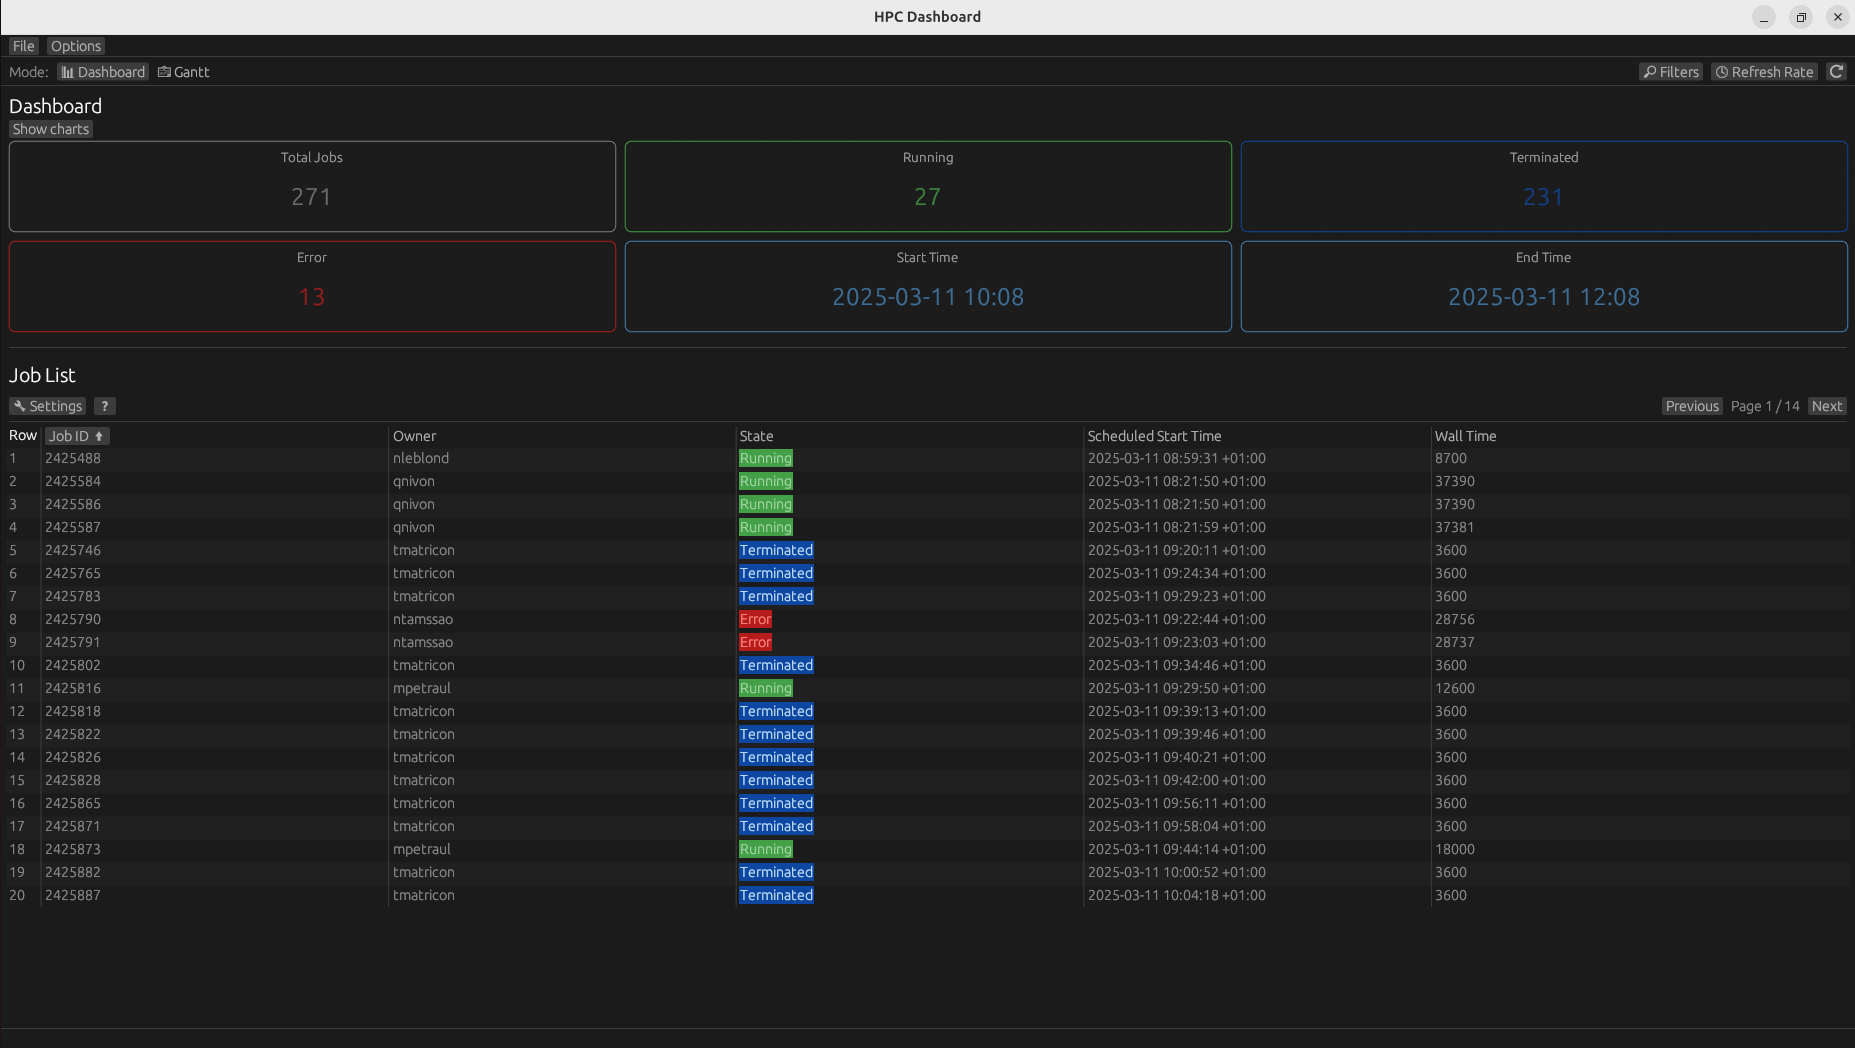 HPC Dashboard
File Options
Mode: Dashboard Gantt Filters Refresh Rate
Dashboard
Show charts
Total Jobs Running Terminated
271 27 231
Error Start Time End Time
13 2025-03-11 10:08 2025-03-11 12:08
Job List
Settings ? Previous Page 1 / 14 Next
Row Job ID Owner State Scheduled Start Time Wall Time
1 2425488 nleblond Running 2025-03-11 08:59:31 +01:00 8700
2 2425584 qnivon Running 2025-03-11 08:21:50 +01:00 37390
3 2425586 qnivon Running 2025-03-11 08:21:50 +01:00 37390
4 2425587 qnivon Running 2025-03-11 08:21:59 +01:00 37381
5 2425746 tmatricon Terminated 2025-03-11 09:20:11 +01:00 3600
6 2425765 tmatricon Terminated 2025-03-11 09:24:34 +01:00 3600
7 2425783 tmatricon Terminated 2025-03-11 09:29:23 +01:00 3600
8 2425790 ntamssao Error 2025-03-11 09:22:44 +01:00 28756
9 2425791 ntamssao Error 2025-03-11 09:23:03 +01:00 28737
10 2425802 tmatricon Terminated 2025-03-11 09:34:46 +01:00 3600
11 2425816 mpetraul Running 2025-03-11 09:29:50 +01:00 12600
12 2425818 tmatricon Terminated 2025-03-11 09:39:13 +01:00 3600
13 2425822 tmatricon Terminated 2025-03-11 09:39:46 +01:00 3600
14 2425826 tmatricon Terminated 2025-03-11 09:40:21 +01:00 3600
15 2425828 tmatricon Terminated 2025-03-11 09:42:00 +01:00 3600
16 2425865 tmatricon Terminated 2025-03-11 09:56:11 +01:00 3600
17 2425871 tmatricon Terminated 2025-03-11 09:58:04 +01:00 3600
18 2425873 mpetraul Running 2025-03-11 09:44:14 +01:00 18000
19 2425882 tmatricon Terminated 2025-03-11 10:00:52 +01:00 3600
20 2425887 tmatricon Terminated 2025-03-11 10:04:18 +01:00 3600